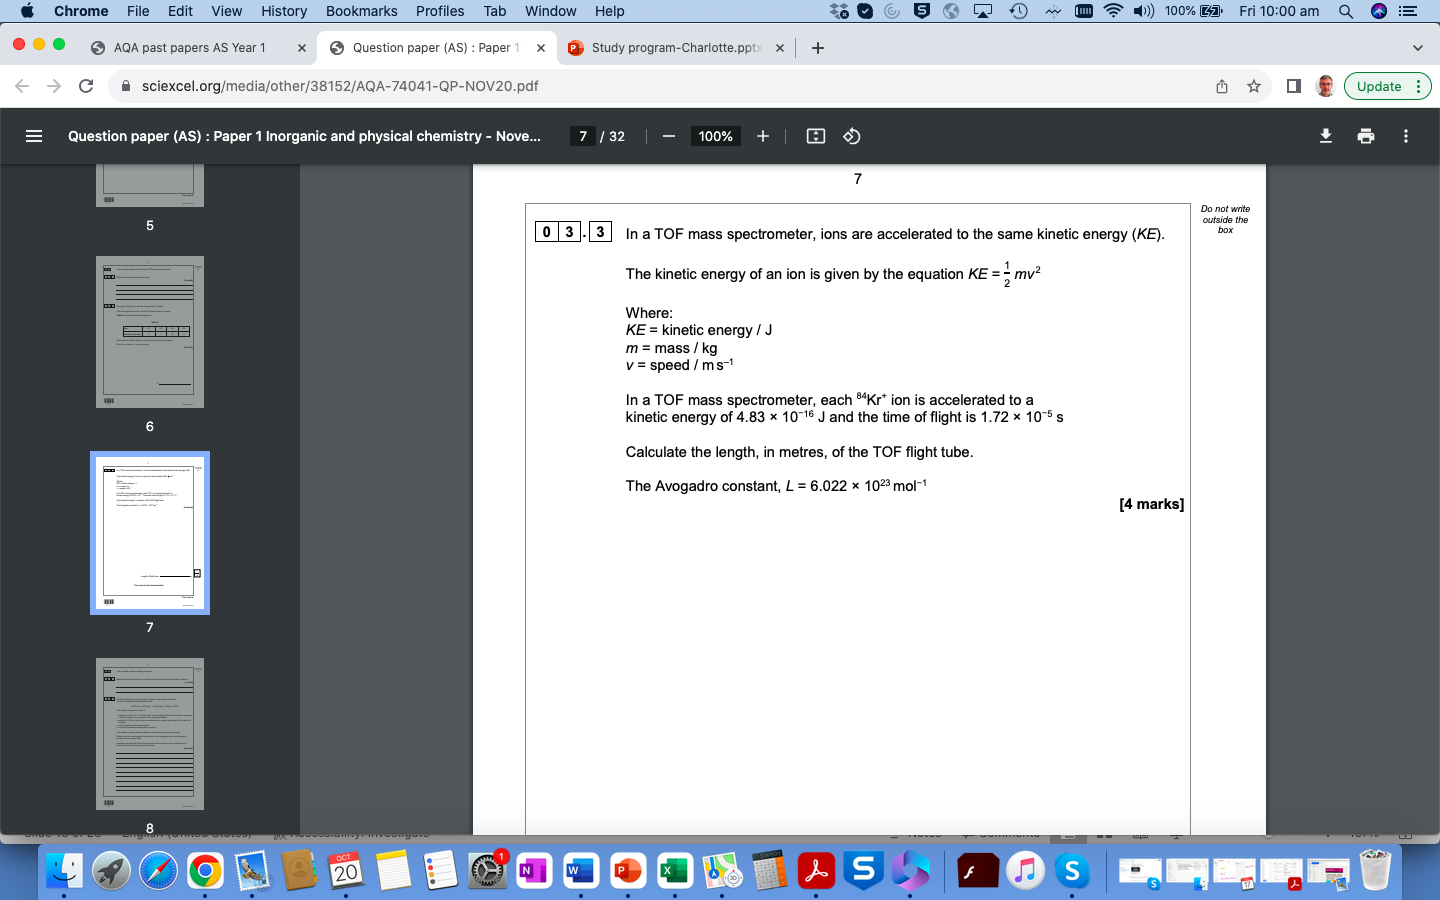 Chrome File Edit View History Bookmarks Profiles Tab Window Help 100% Fri 10:00 am
AQA past papers AS Year 1
Question paper (AS) : Paper 1
Study program-Charlotte.pptx
sciexcel.org/media/other/38152/AQA-74041-QP-NOV20.pdf
Update
Question paper (AS) : Paper 1 Inorganic and physical chemistry - Nove... 7 / 32 100%
5
6
7
8
7
Do not write
outside the
box
0 3 . 3 In a TOF mass spectrometer, ions are accelerated to the same kinetic energy (KE).
The kinetic energy of an ion is given by the equation KE = 1/2 mv²
Where:
KE = kinetic energy / J
m = mass / kg
v = speed / m s⁻¹
In a TOF mass spectrometer, each ⁸⁴Kr⁺ ion is accelerated to a
kinetic energy of 4.83 × 10⁻¹⁶ J and the time of flight is 1.72 × 10⁻⁵ s
Calculate the length, in metres, of the TOF flight tube.
The Avogadro constant, L = 6.022 × 10²³ mol⁻¹
[4 marks]
OCT
20
1